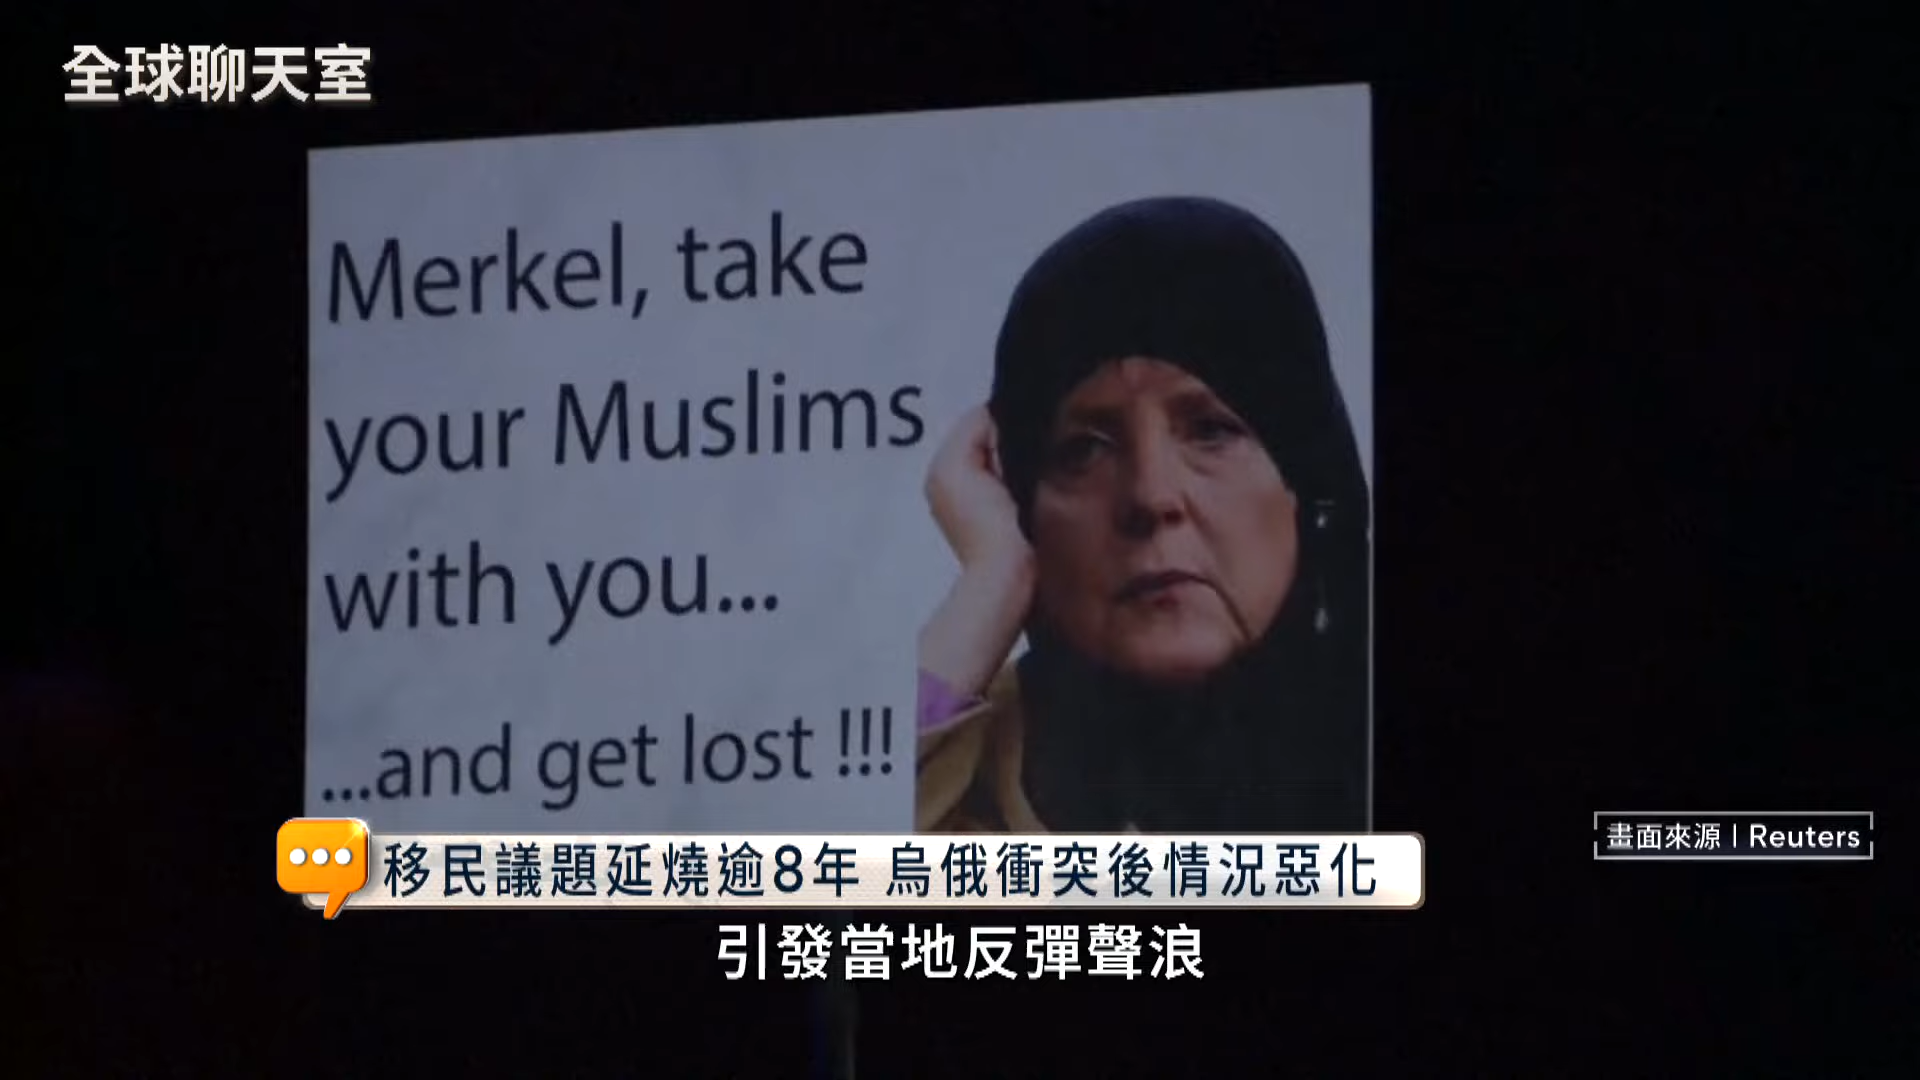 全球聊天室
Merkel, take
your Muslims
with you...
...and get lost !!!
畫面來源 | Reuters
移民議題延燒逾8年 烏俄衝突後情況惡化
引發當地反彈聲浪